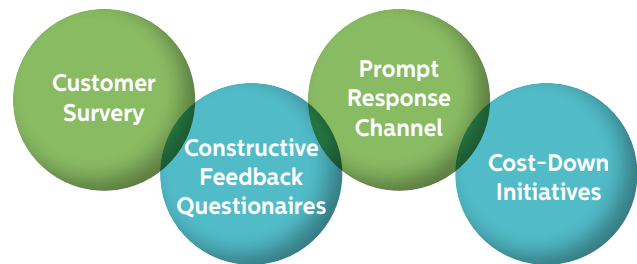 Customer
Survery
Constructive
Feedback
Questionaires
Prompt
Response
Channel
Cost-Down
Initiatives